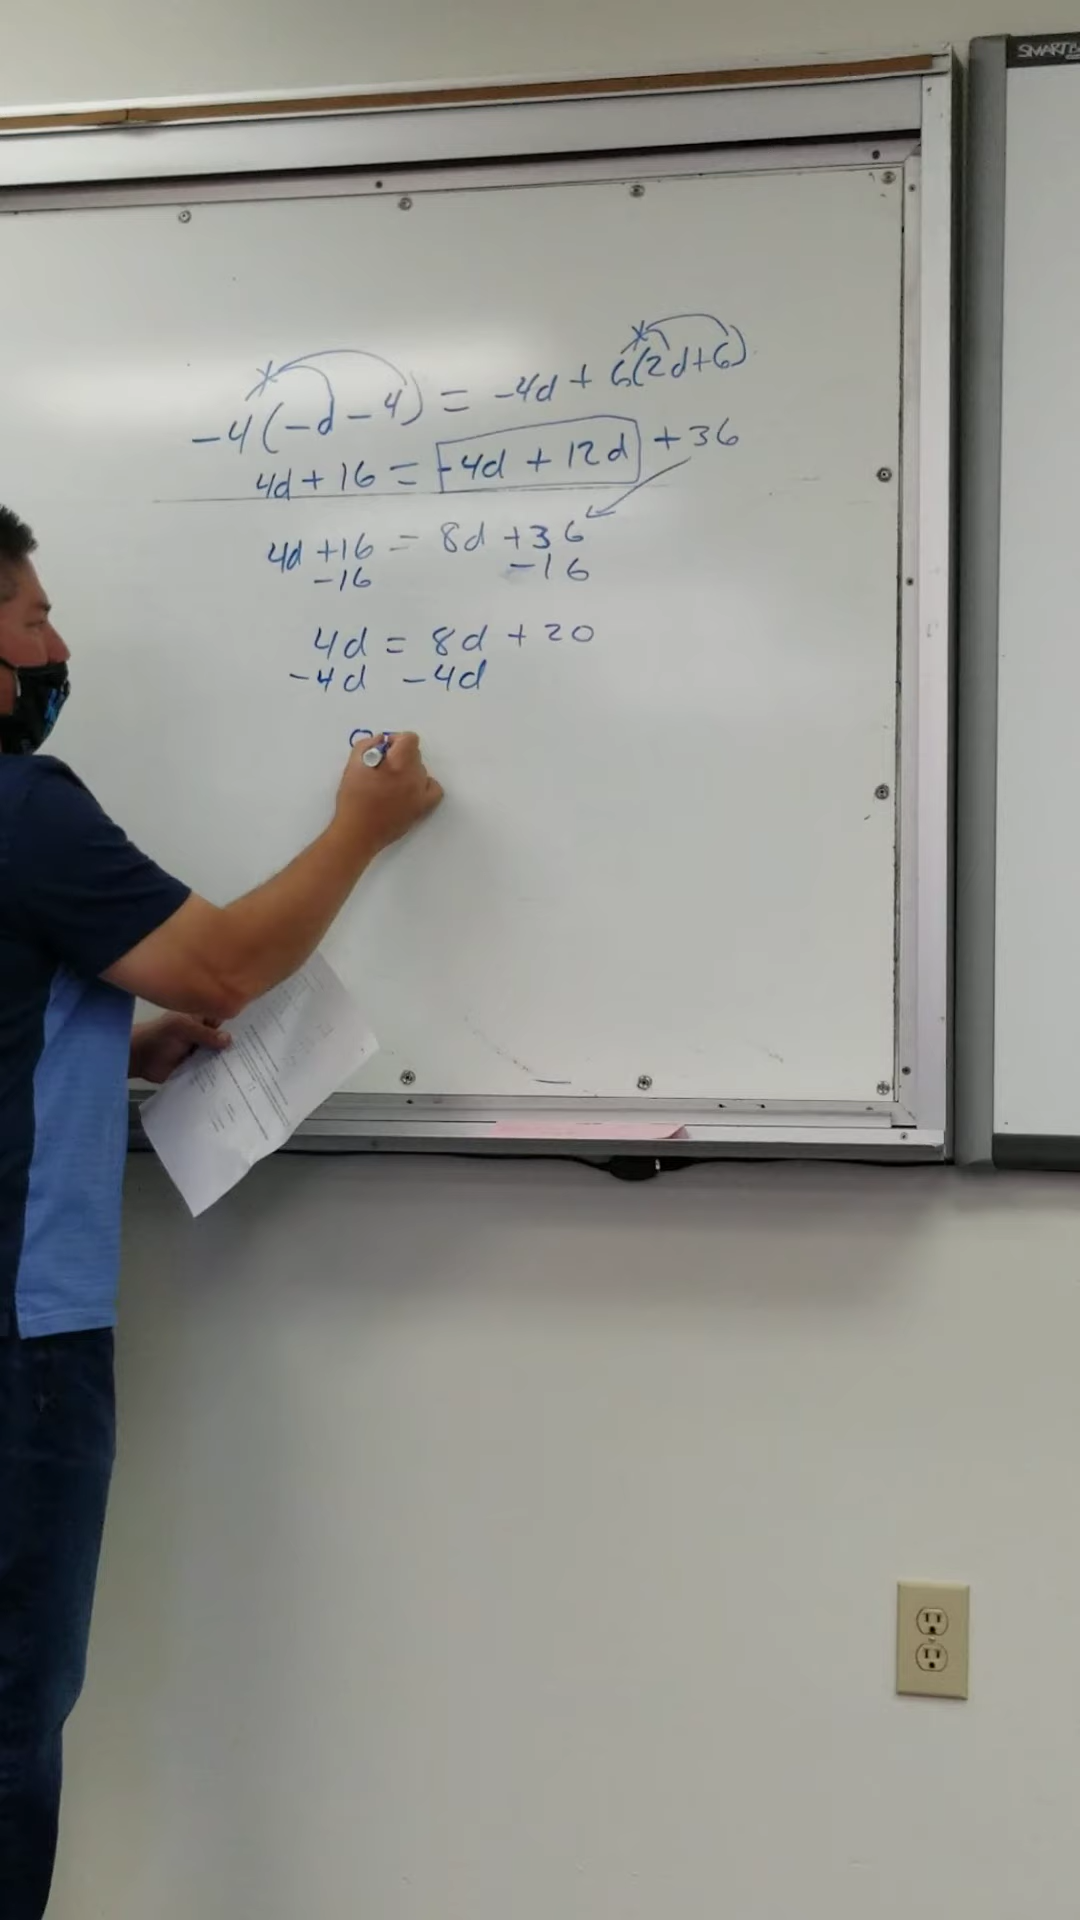 SMART
-4(-d-4) = -4d + 6(2d+6)
4d + 16 = -4d + 12d + 36
4d +16 = 8d +36
-16 -16
4d = 8d + 20
-4d -4d
0=